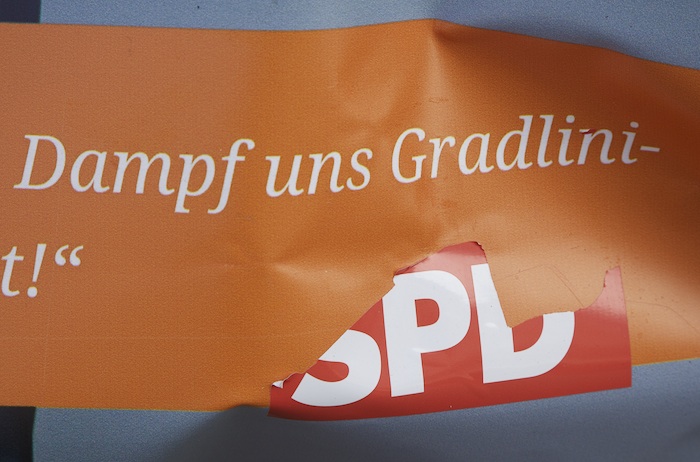 Dampf uns Gradlini-
t!“
SPD